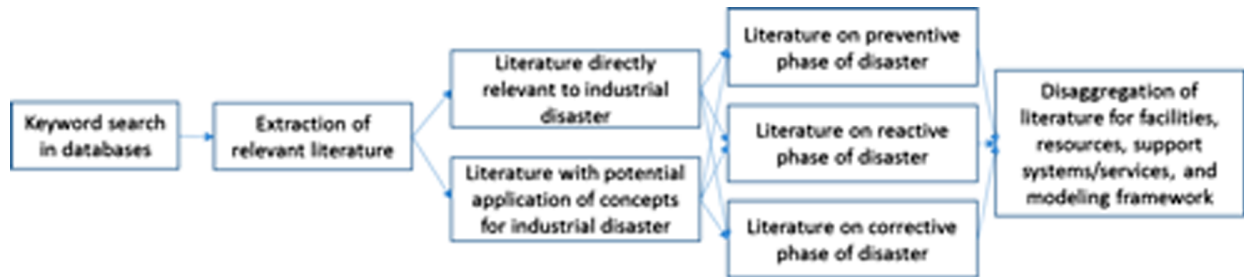 Keyword search
in databases
Extraction of
relevant literature
Literature directly
relevant to industrial
disaster
Literature with potential
application of concepts
for industrial disaster
Literature on preventive
phase of disaster
Literature on reactive
phase of disaster
Literature on corrective
phase of disaster
Disaggregation of
literature for facilities,
resources, support
systems/services, and
modeling framework